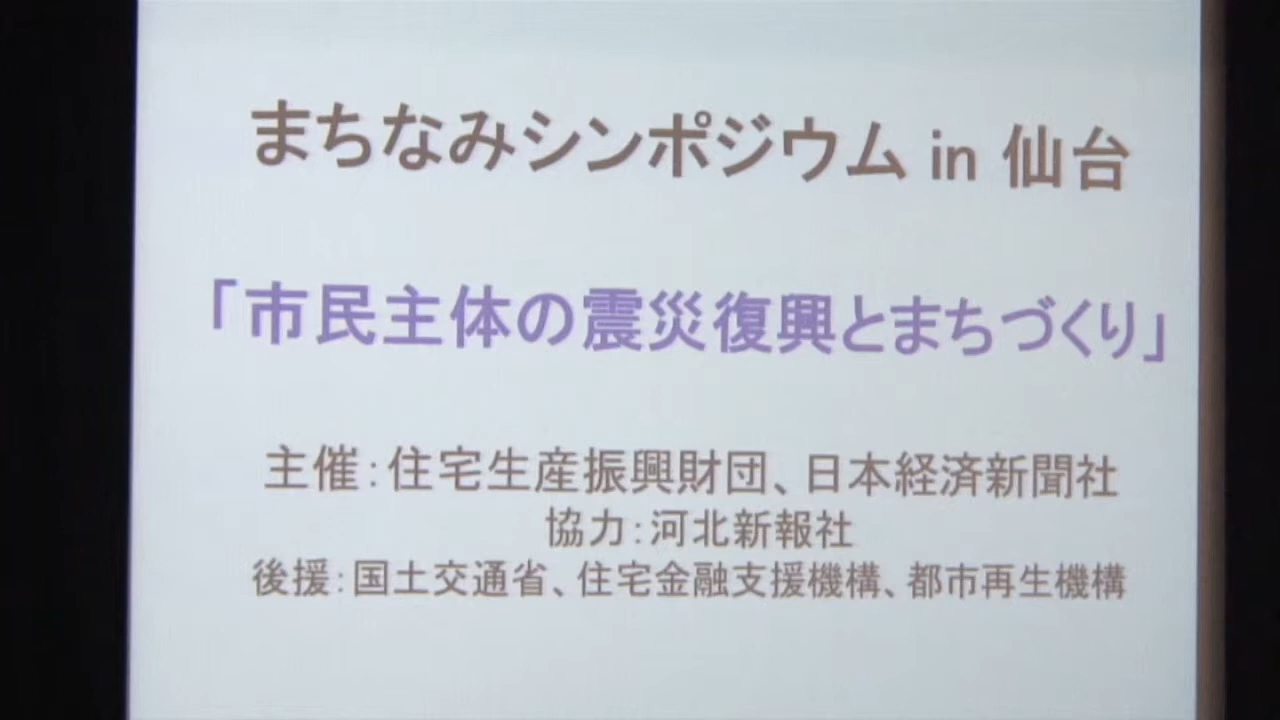 まちなみシンポジウム in 仙台
「市民主体の震災復興とまちづくり」
主催：住宅生産振興財団、日本経済新聞社
協力：河北新報社
後援：国土交通省、住宅金融支援機構、都市再生機構